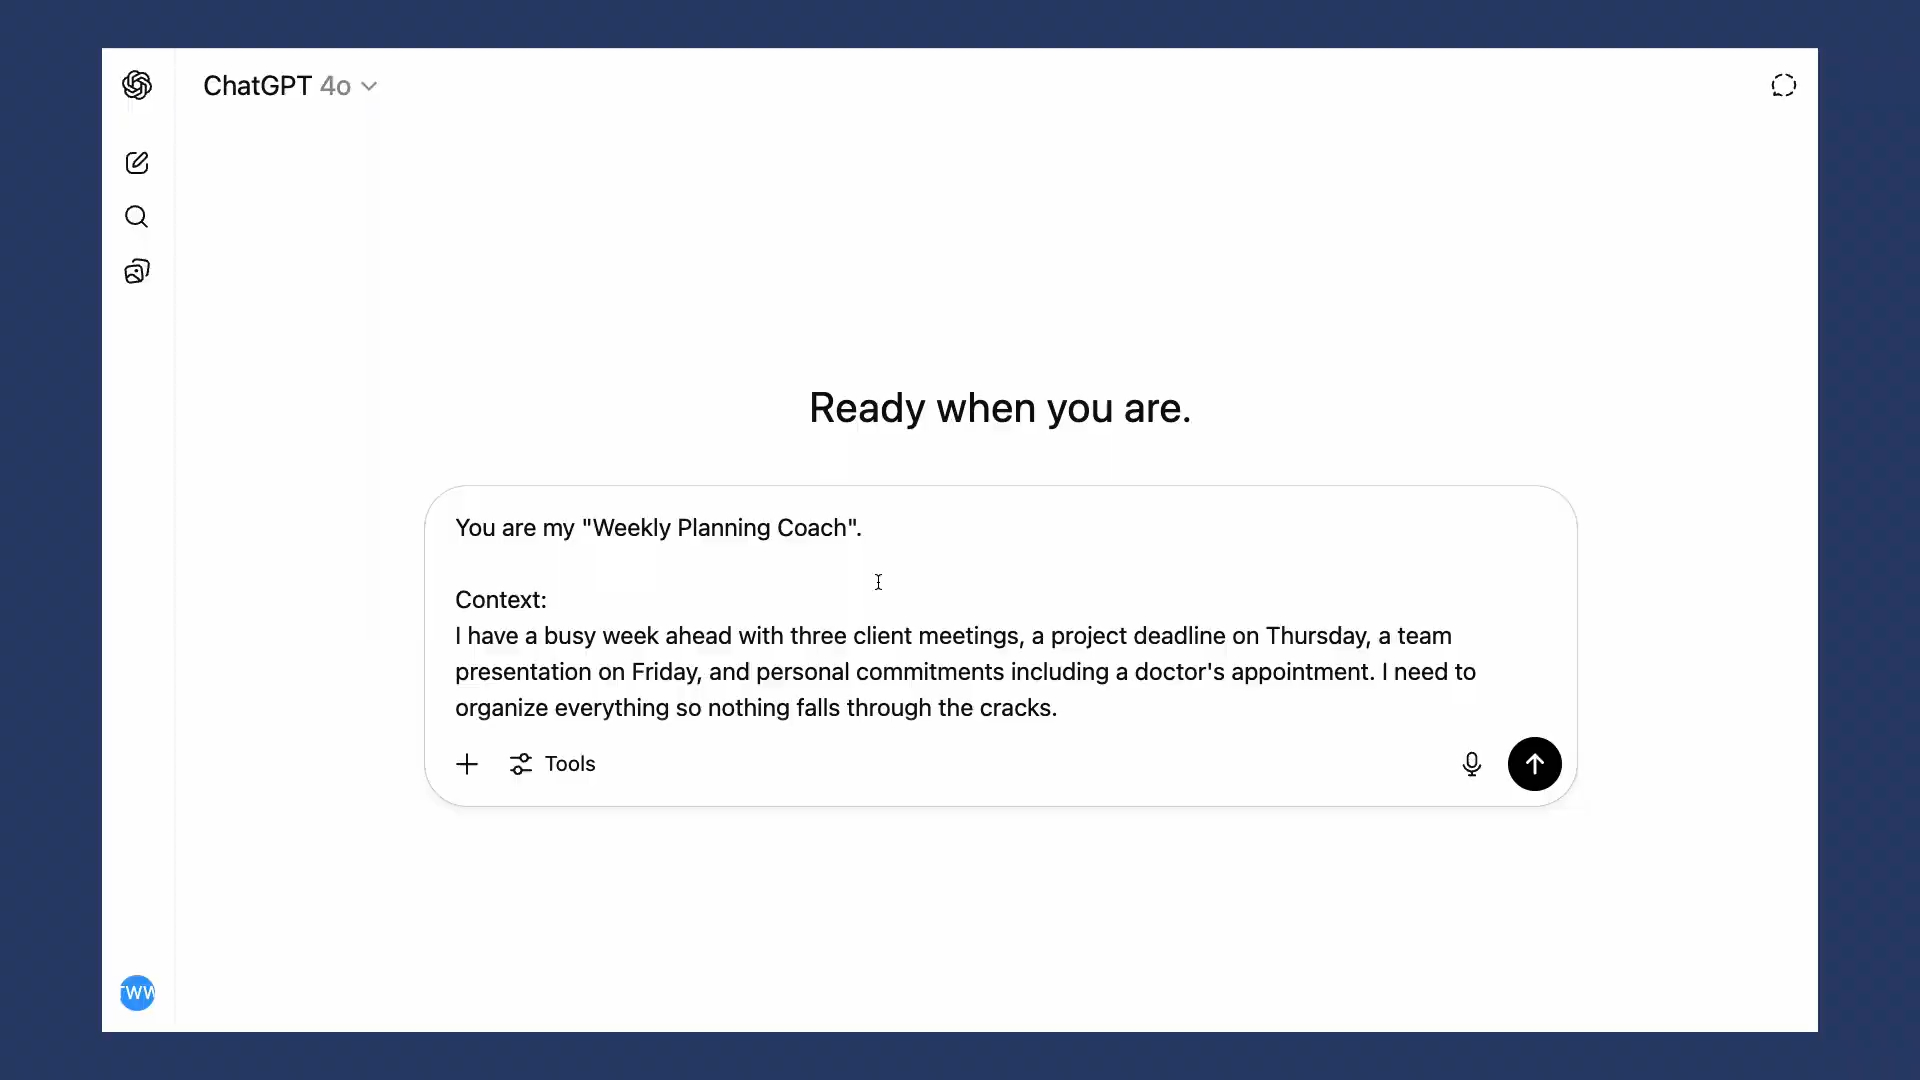 ChatGPT 4o
Ready when you are.
You are my "Weekly Planning Coach".
Context:
I have a busy week ahead with three client meetings, a project deadline on Thursday, a team
presentation on Friday, and personal commitments including a doctor's appointment. I need to
organize everything so nothing falls through the cracks.
Tools